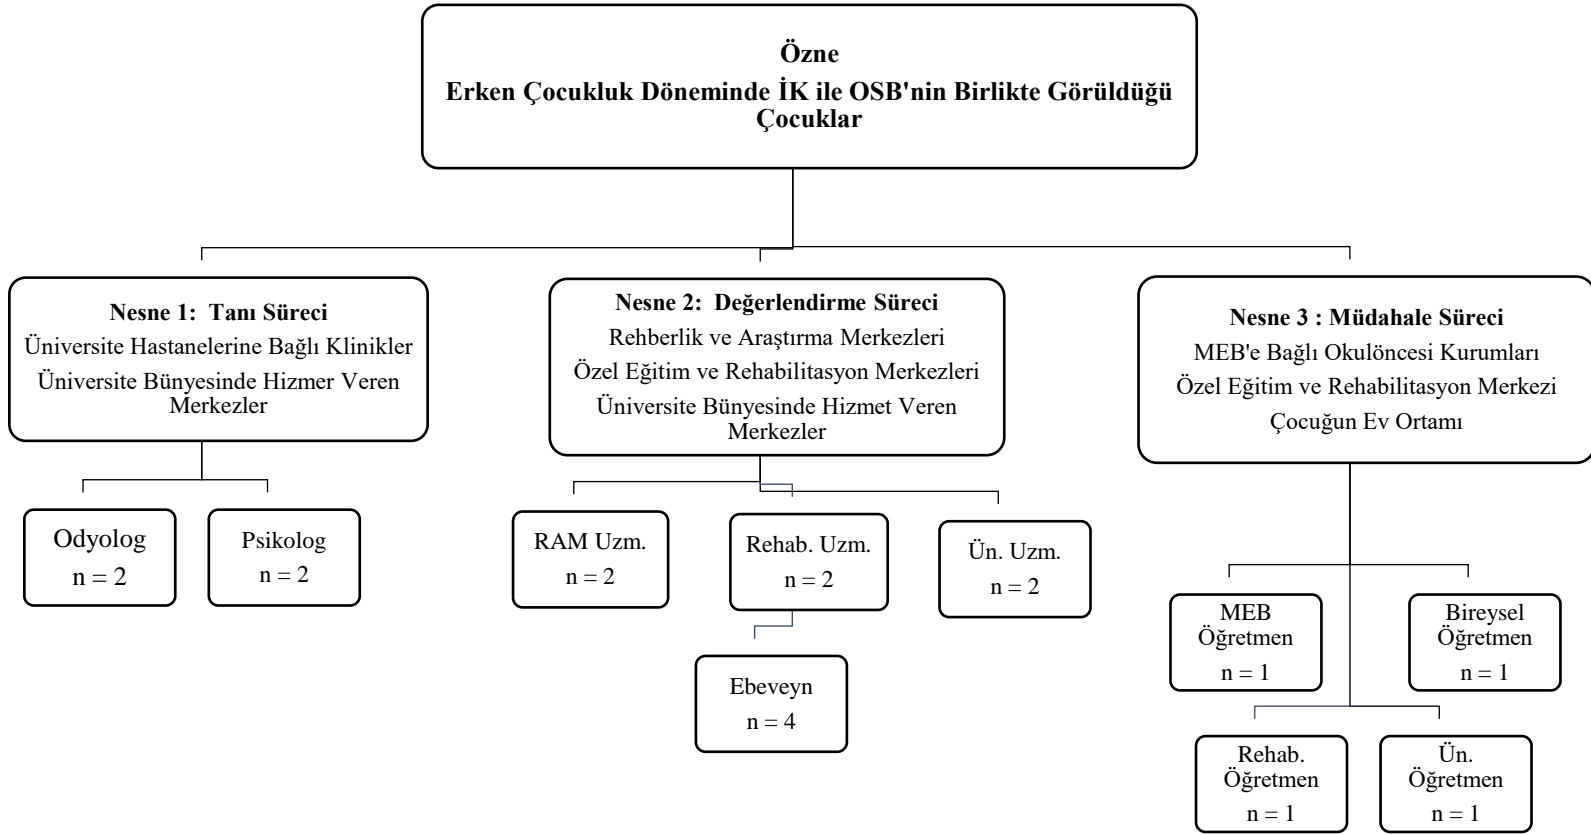 Özne
Erken Çocukluk Döneminde İK ile OSB'nin Birlikte Görüldüğü
Çocuklar
Nesne 1: Tanı Süreci
Üniversite Hastanelerine Bağlı Klinikler
Üniversite Bünyesinde Hizmer Veren
Merkezler
Nesne 2: Değerlendirme Süreci
Rehberlik ve Araştırma Merkezleri
Özel Eğitim ve Rehabilitasyon Merkezleri
Üniversite Bünyesinde Hizmet Veren
Merkezler
Nesne 3 : Müdahale Süreci
MEB'e Bağlı Okulöncesi Kurumları
Özel Eğitim ve Rehabilitasyon Merkezi
Çocuğun Ev Ortamı
Odyolog
n = 2
Psikolog
n = 2
RAM Uzm.
n = 2
Rehab. Uzm.
n = 2
Ün. Uzm.
n = 2
Ebeveyn
n = 4
MEB
Öğretmen
n = 1
Bireysel
Öğretmen
n = 1
Rehab.
Öğretmen
n = 1
Ün.
Öğretmen
n = 1